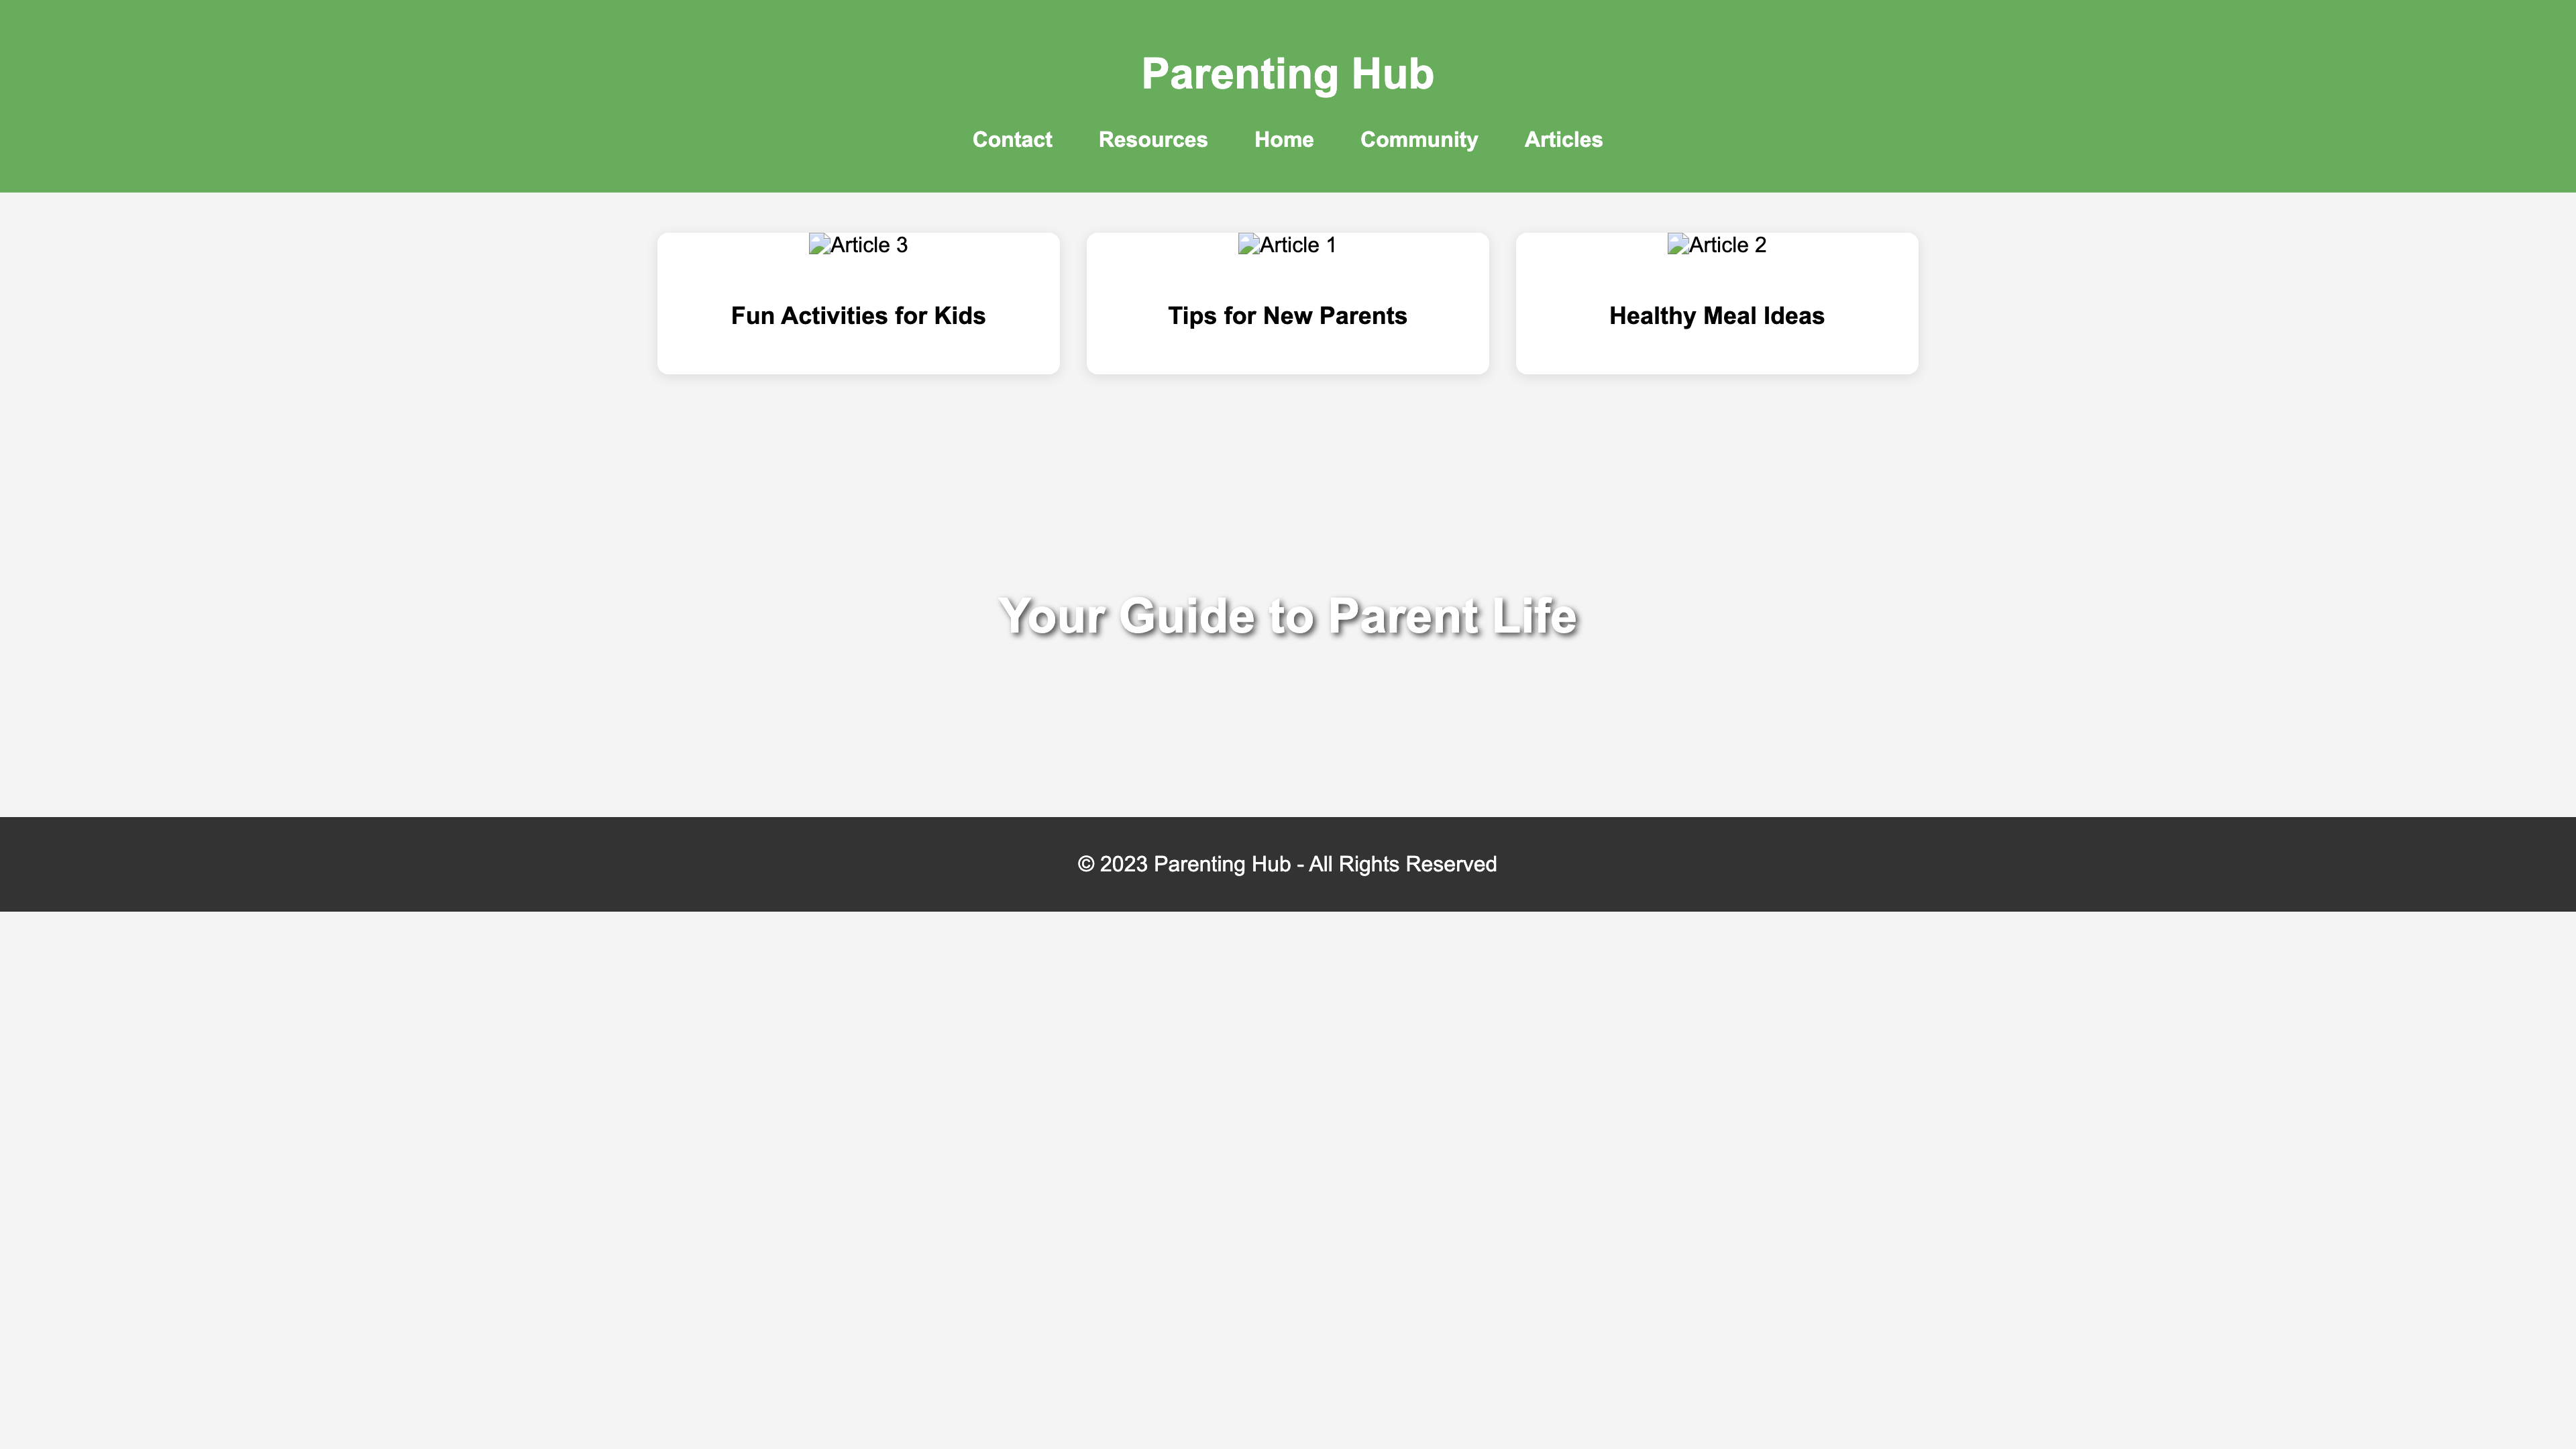 Parenting Hub
Contact Resources Home Community Articles
Article 3 Article 1 Article 2
Fun Activities for Kids Tips for New Parents Healthy Meal Ideas
Your Guide to Parent Life
© 2023 Parenting Hub - All Rights Reserved